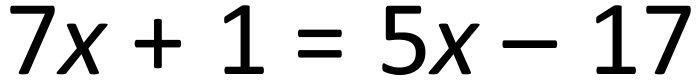 7x + 1 = 5x − 17